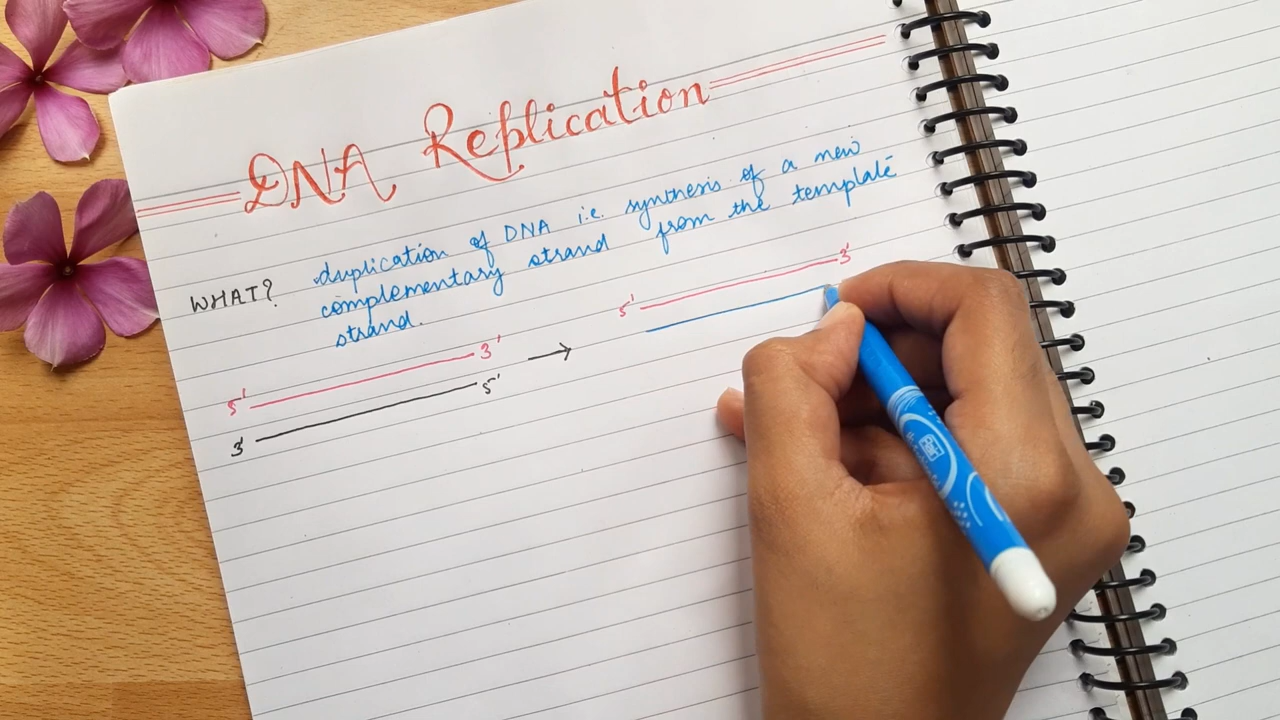 DNA Replication
WHAT? duplication of DNA i.e. synthesis of a new
complementary strand from the template
strand.
5' 3'
3' 5'
5' 3'